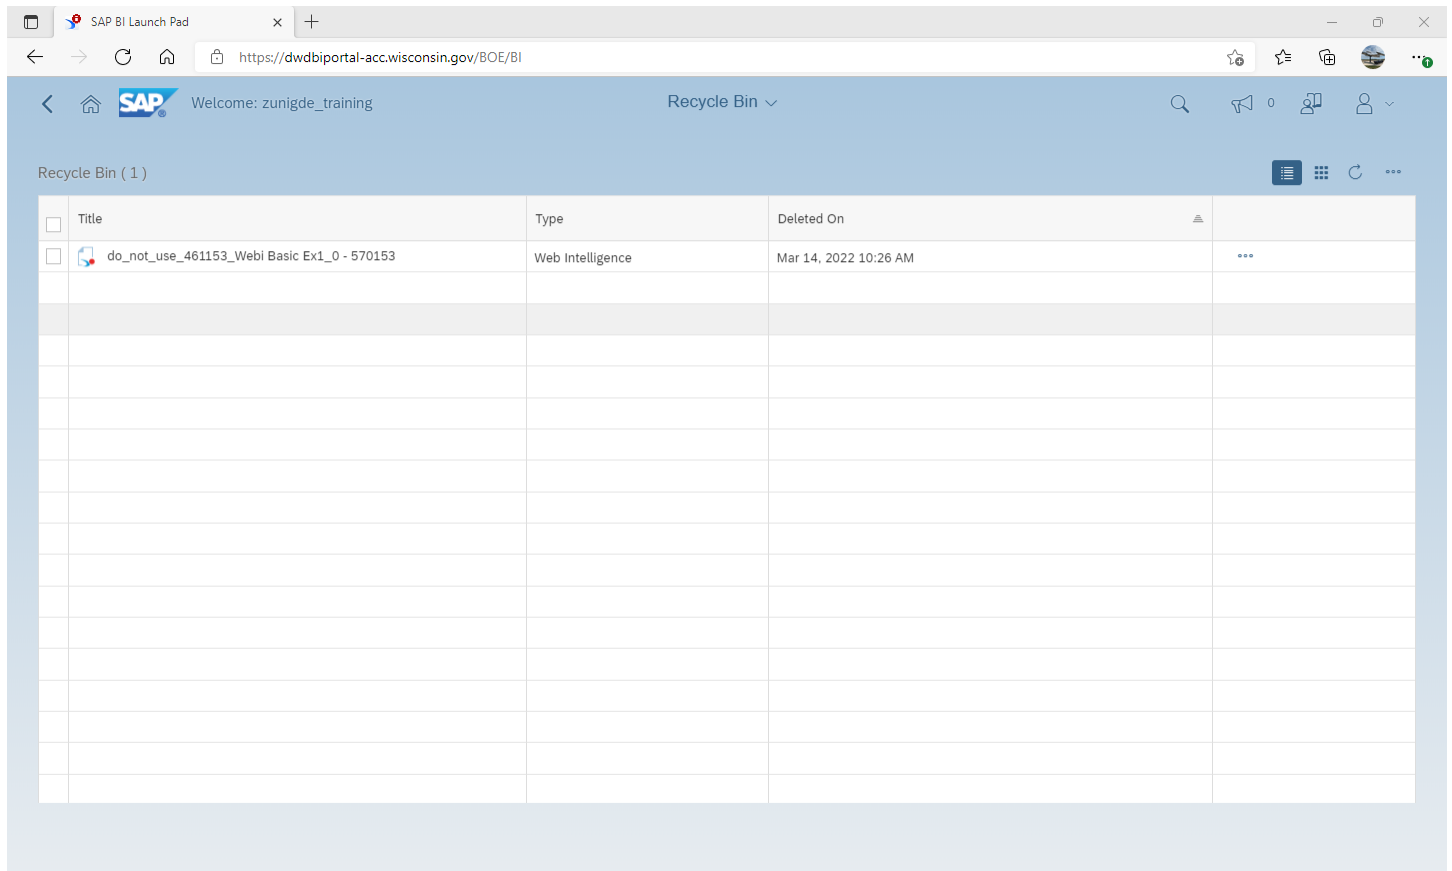 SAP BI Launch Pad
https://dwdbiportal-acc.wisconsin.gov/BOE/BI
SAP® Welcome: zunigde_training Recycle Bin 0
Recycle Bin ( 1 )
Title Type Deleted On
do_not_use_461153_Webi Basic Ex1_0 - 570153 Web Intelligence Mar 14, 2022 10:26 AM